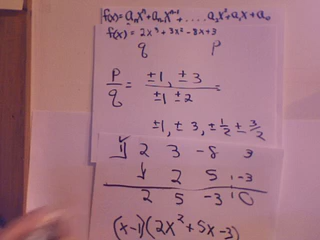 f(x) = aₙxⁿ + aₙ₋₁xⁿ⁻¹, + .... a₂x² + a₁x + a₀
f(x) = 2x³ + 3x² - 8x + 3
q p
p/q = ±1, ±3 / ±1 ±2
±1, ±3, ±1/2 ± 3/2
1| 2 3 -8 3
1 2 5 -3
2 5 -3 0
(x-1)(2x² + 5x - 3)